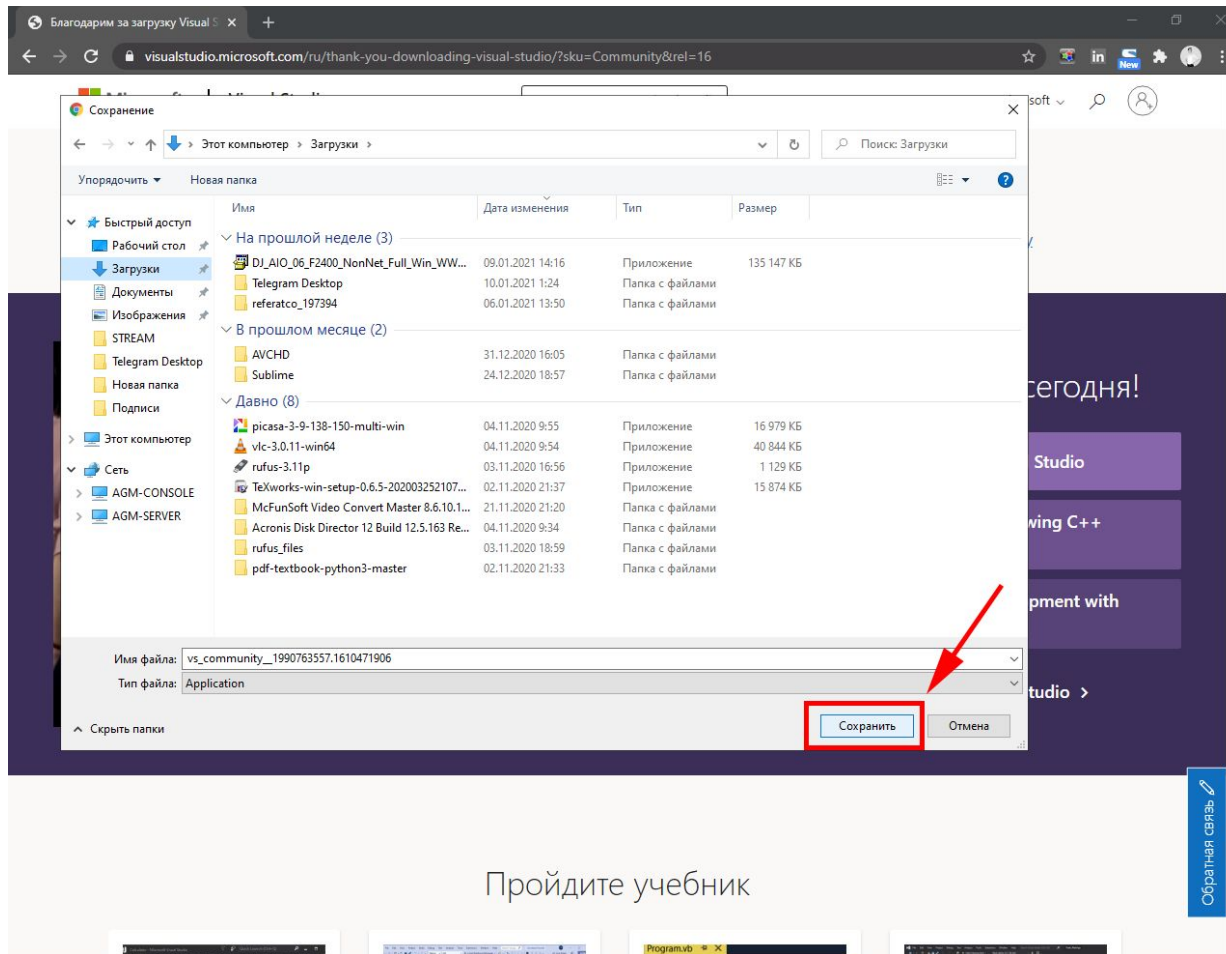 Благодарим за загрузку Visual S
visualstudio.microsoft.com/ru/thank-you-downloading-visual-studio/?sku=Community&rel=16
New
soft
Сохранение
Этот компьютер > Загрузки >
Поиск: Загрузки
Упорядочить
Новая папка
Имя Дата изменения Тип Размер
Быстрый доступ
Рабочий стол
Загрузки
Документы
Изображения
STREAM
Telegram Desktop
Новая папка
Подписи
Этот компьютер
Сеть
AGM-CONSOLE
AGM-SERVER
На прошлой неделе (3)
DJ_AIO_06_F2400_NonNet_Full_Win_WW... 09.01.2021 14:16 Приложение 135 147 КБ
Telegram Desktop 10.01.2021 1:24 Папка с файлами
referatco_197394 06.01.2021 13:50 Папка с файлами
В прошлом месяце (2)
AVCHD 31.12.2020 16:05 Папка с файлами
Sublime 24.12.2020 18:57 Папка с файлами
Давно (8)
picasa-3-9-138-150-multi-win 04.11.2020 9:55 Приложение 16 979 КБ
vlc-3.0.11-win64 04.11.2020 9:54 Приложение 40 844 КБ
rufus-3.11p 03.11.2020 16:56 Приложение 1 129 КБ
TeXworks-win-setup-0.6.5-202003252107... 02.11.2020 21:37 Приложение 15 874 КБ
McFunSoft Video Convert Master 8.6.10.1... 21.11.2020 21:20 Папка с файлами
Acronis Disk Director 12 Build 12.5.163 Re... 04.11.2020 9:34 Папка с файлами
rufus_files 03.11.2020 18:59 Папка с файлами
pdf-textbook-python3-master 02.11.2020 21:33 Папка с файлами
Имя файла: vs_community__1990763557.1610471906
Тип файла: Application
Скрыть папки
Сохранить
Отмена
сегодня!
Studio
wing C++
pment with
tudio >
Обратная связь
Пройдите учебник
Program.vb